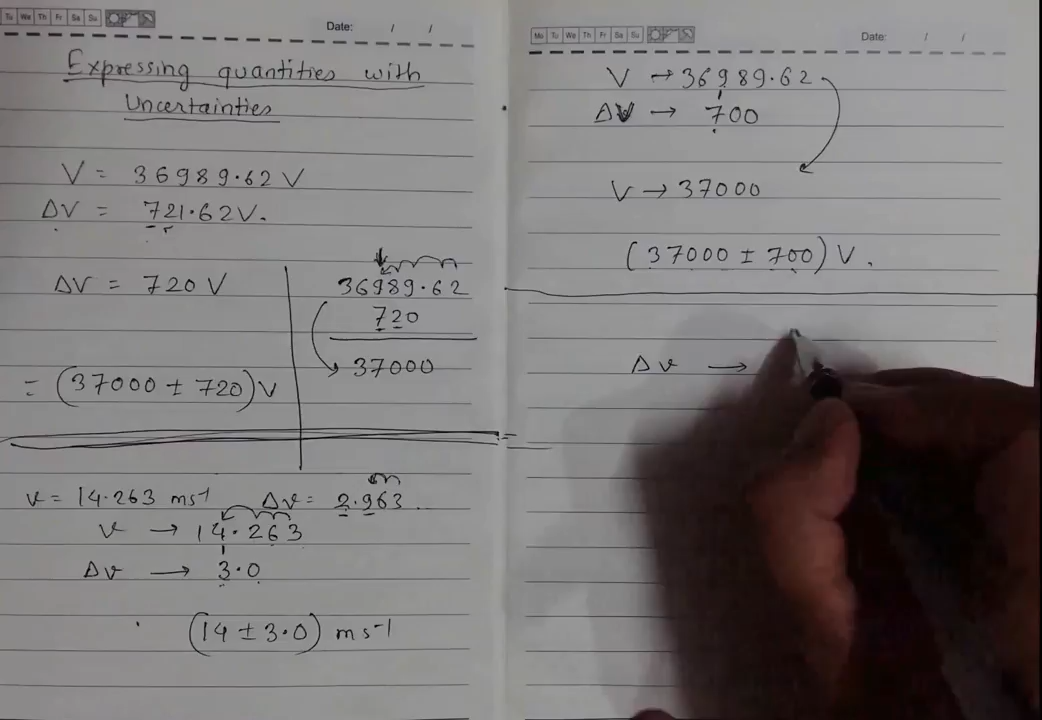 Tu We Th Fr Sa Su
Date: / /
Expressing quantities with
Uncertainties
V = 36989.62 V
ΔV = 721.62V.
ΔV = 720 V
36989.62
720
37000
= (37000 ± 720)V
v = 14.263 ms⁻¹ Δv = 2.963
v → 14.263
Δv → 3.0
(14 ± 3.0) ms⁻¹
Mo Tu We Th Fr Sa Su
Date: / /
V → 36989.62
ΔV → 700
V → 37000
(37000 ± 700) V.
Δv →